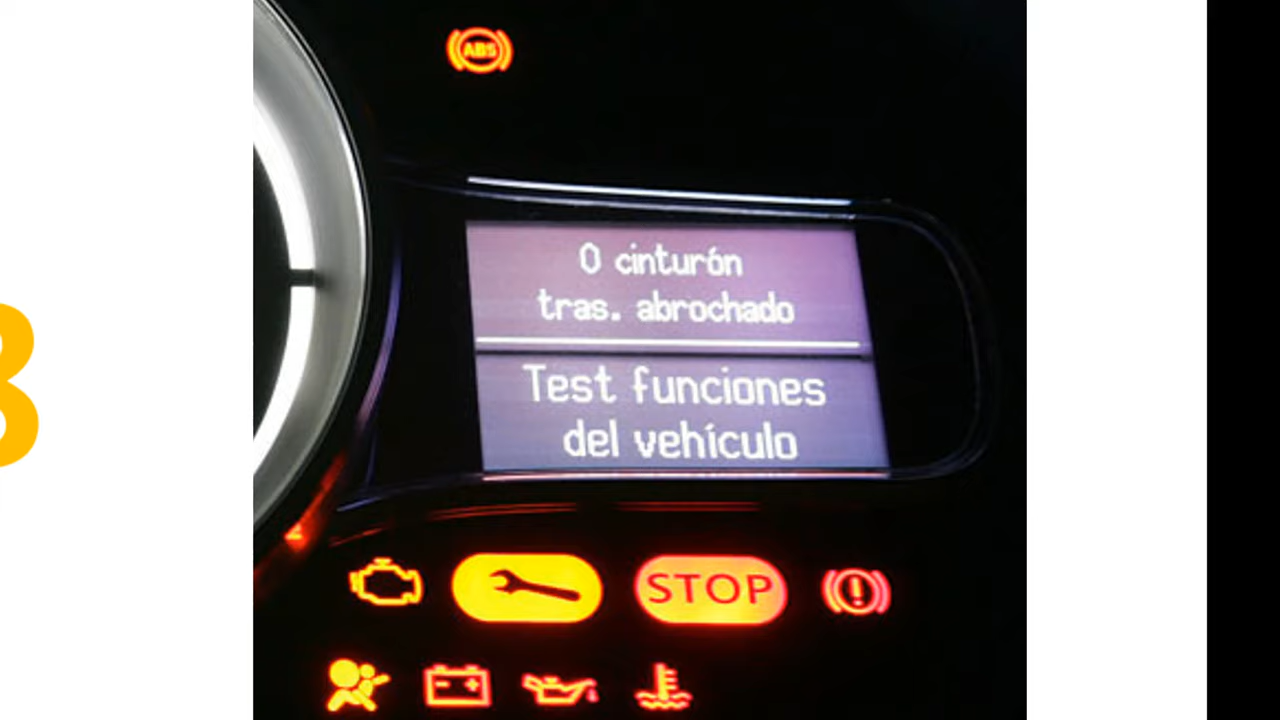 ABS
0 cinturón
tras. abrochado
Test funciones
del vehículo
STOP